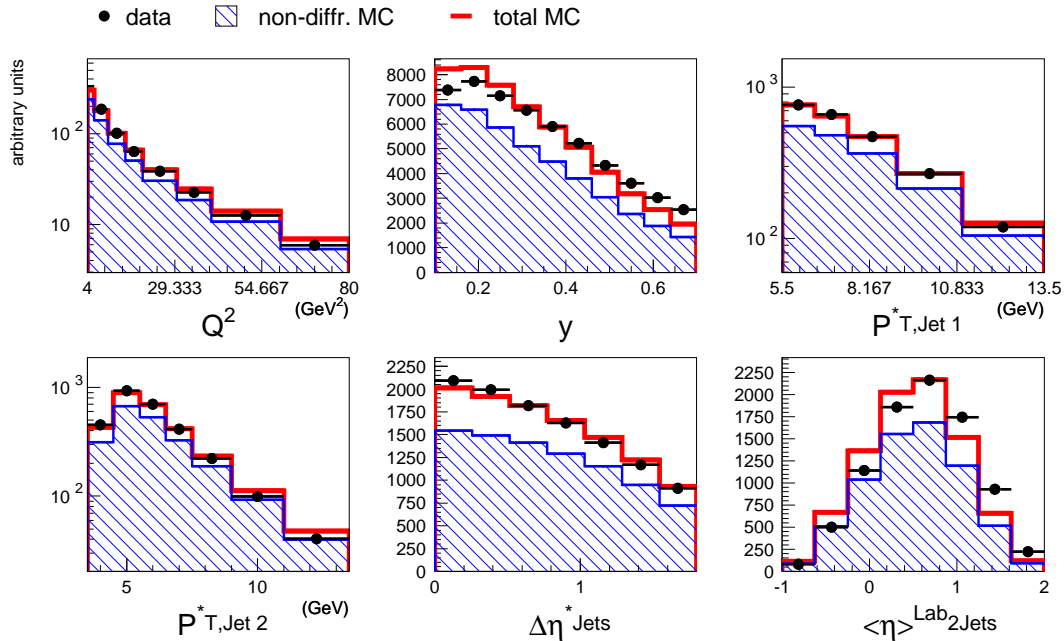 data non-diffr. MC total MC
arbitrary units
10^2
10
4 29.333 54.667 80
(GeV^2)
Q^2
8000
7000
6000
5000
4000
3000
2000
1000
0
0.2 0.4 0.6
y
10^3
10^2
5.5 8.167 10.833 13.5
(GeV)
P^*_T,Jet 1
10^3
10^2
5 10
(GeV)
P^*_T,Jet 2
2250
2000
1750
1500
1250
1000
750
500
250
0
0 1
Δη^*_Jets
2250
2000
1750
1500
1250
1000
750
500
250
0
-1 0 1 2
<η>^Lab_2Jets